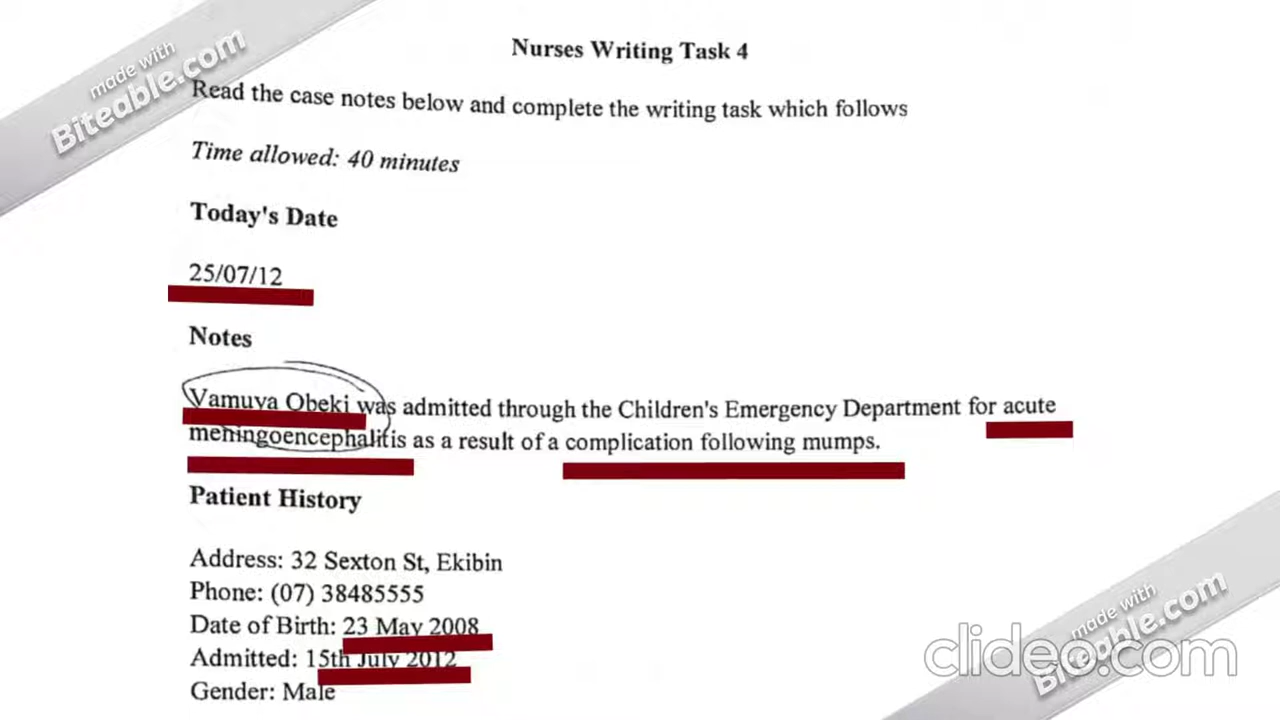 made with
Biteable.com
Nurses Writing Task 4
Read the case notes below and complete the writing task which follows
Time allowed: 40 minutes
Today's Date
25/07/12
Notes
Vamuya Obeki was admitted through the Children's Emergency Department for acute
meningoencephalitis as a result of a complication following mumps.
Patient History
Address: 32 Sexton St, Ekibin
Phone: (07) 38485555
Date of Birth: 23 May 2008
Admitted: 15th July 2012
Gender: Male
made with
Biteable.com
clideo.com